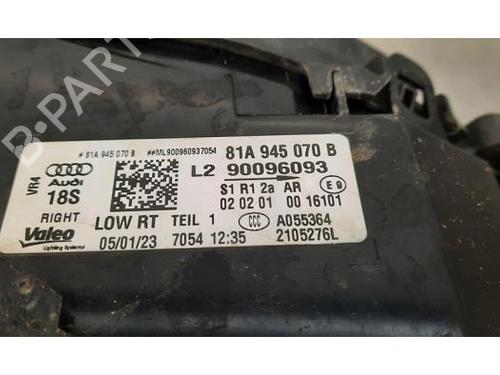 # 81A 945 070 B ##ML900960937054 81A 945 070 B
L2 90096093
VR4 Audi
18S
S1 R1 2a AR E9
02 02 01 00 16101
RIGHT LOW RT TEIL 1 CCC A055364
Valeo 05/01/23 7054 12:35 2105276L
Lighting Systems
B-PARTS